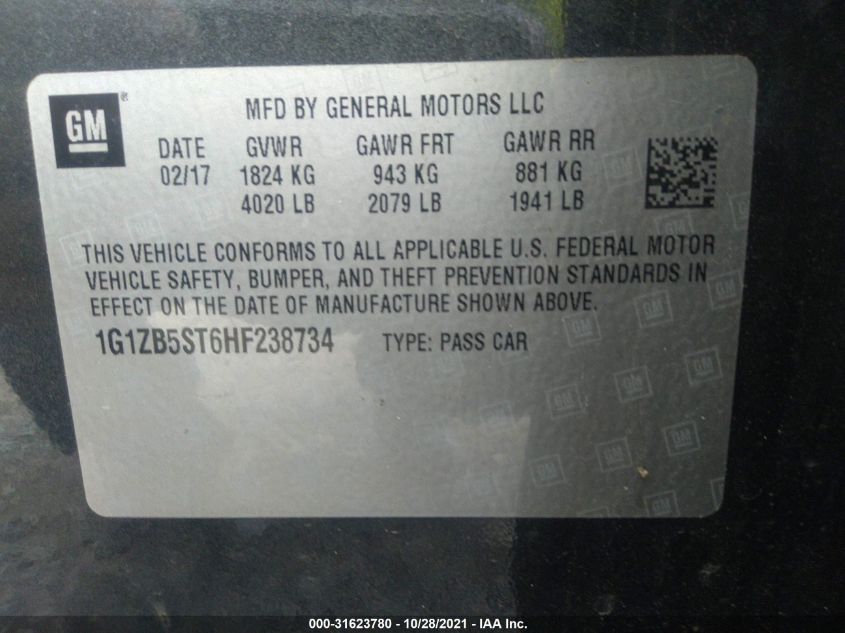 GM ®
MFD BY GENERAL MOTORS LLC
DATE GVWR GAWR FRT GAWR RR
02/17 1824 KG 943 KG 881 KG
4020 LB 2079 LB 1941 LB
THIS VEHICLE CONFORMS TO ALL APPLICABLE U.S. FEDERAL MOTOR
VEHICLE SAFETY, BUMPER, AND THEFT PREVENTION STANDARDS IN
EFFECT ON THE DATE OF MANUFACTURE SHOWN ABOVE.
1G1ZB5ST6HF238734 TYPE: PASS CAR
000-31623780 - 10/28/2021 - IAA Inc.